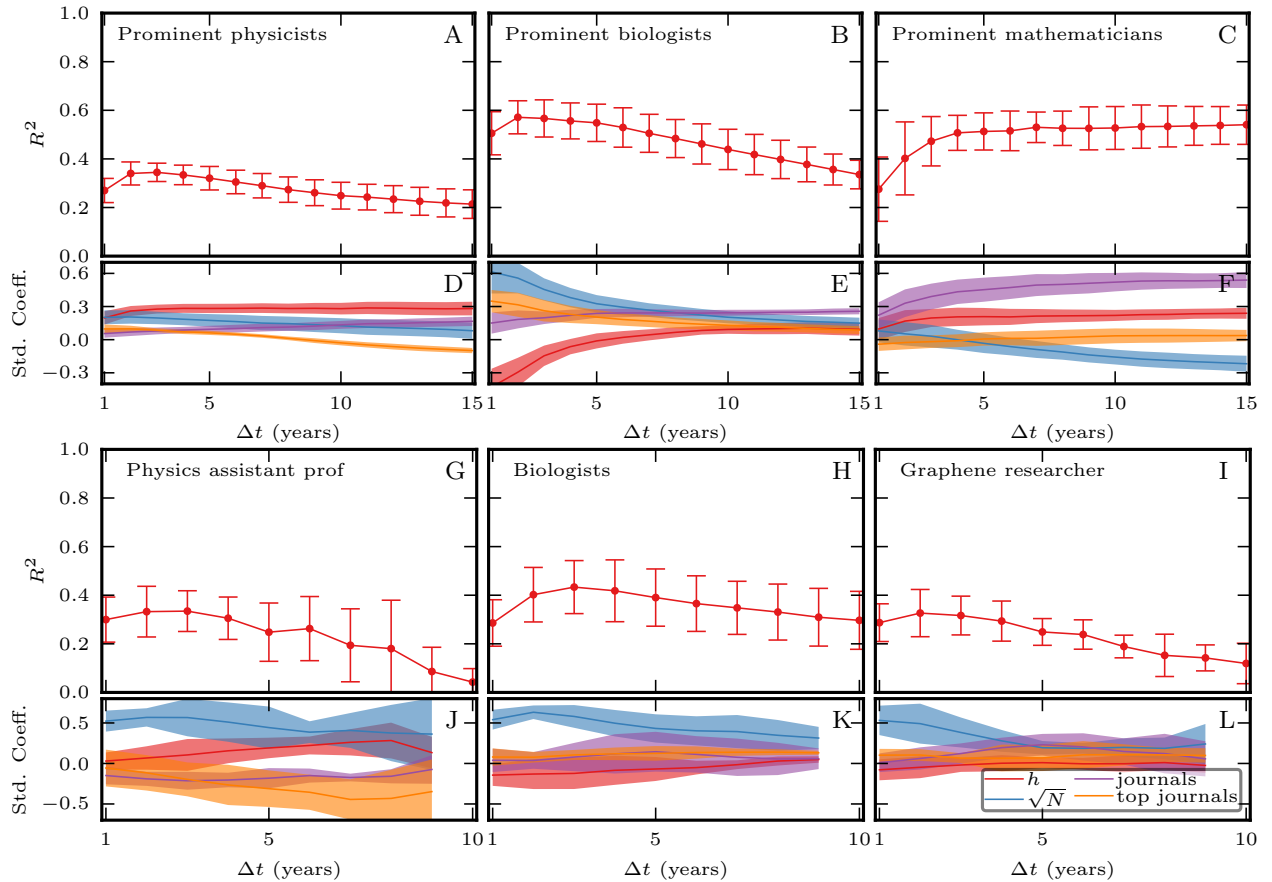 Prominent physicists A
Prominent biologists B
Prominent mathematicians C
1.0
0.8
0.6
0.4
0.2
0.0
R²
D
E
F
0.6
0.3
0.0
−0.3
Std. Coeff.
1 5 10 15
1 5 10 15
1 5 10 15
Δt (years)
Δt (years)
Δt (years)
Physics assistant prof G
Biologists H
Graphene researcher I
1.0
0.8
0.6
0.4
0.2
0.0
R²
J
K
L
0.5
0.0
−0.5
Std. Coeff.
h
√N
journals
top journals
1 5 10
1 5 10
1 5 10
Δt (years)
Δt (years)
Δt (years)